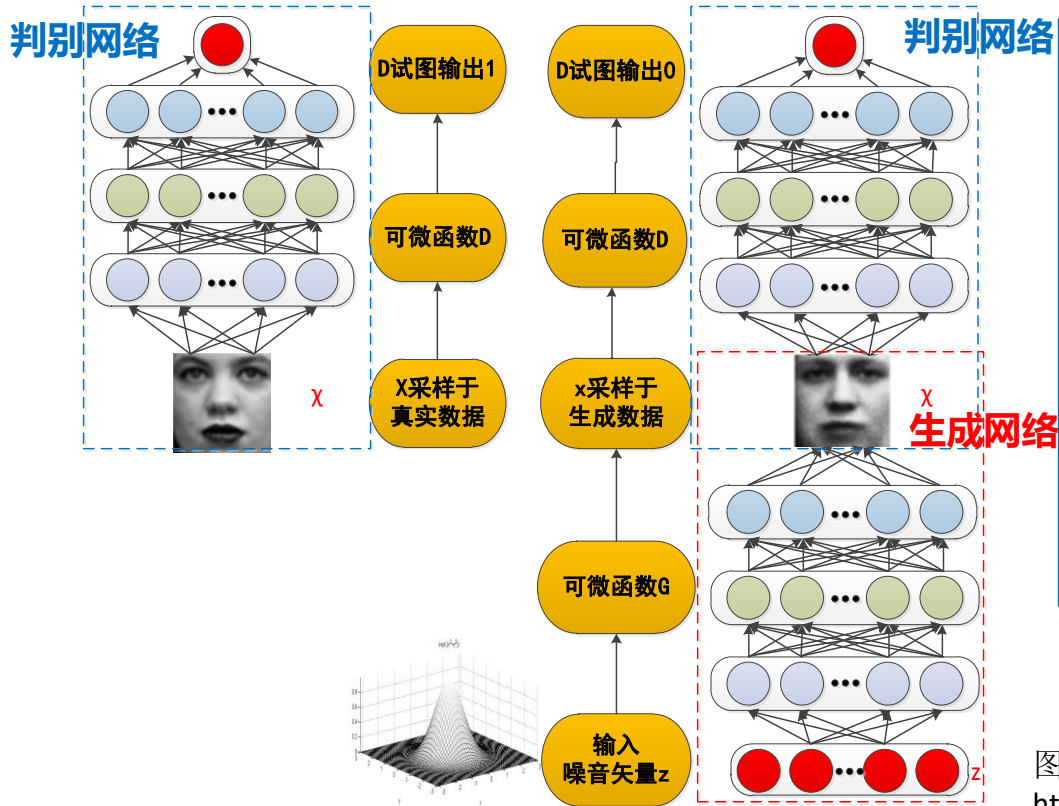 判别网络
D试图输出1
D试图输出0
判别网络
可微函数D
可微函数D
X采样于
真实数据
x采样于
生成数据
χ
χ
生成网络
可微函数G
输入
噪音矢量z
z
图
ht